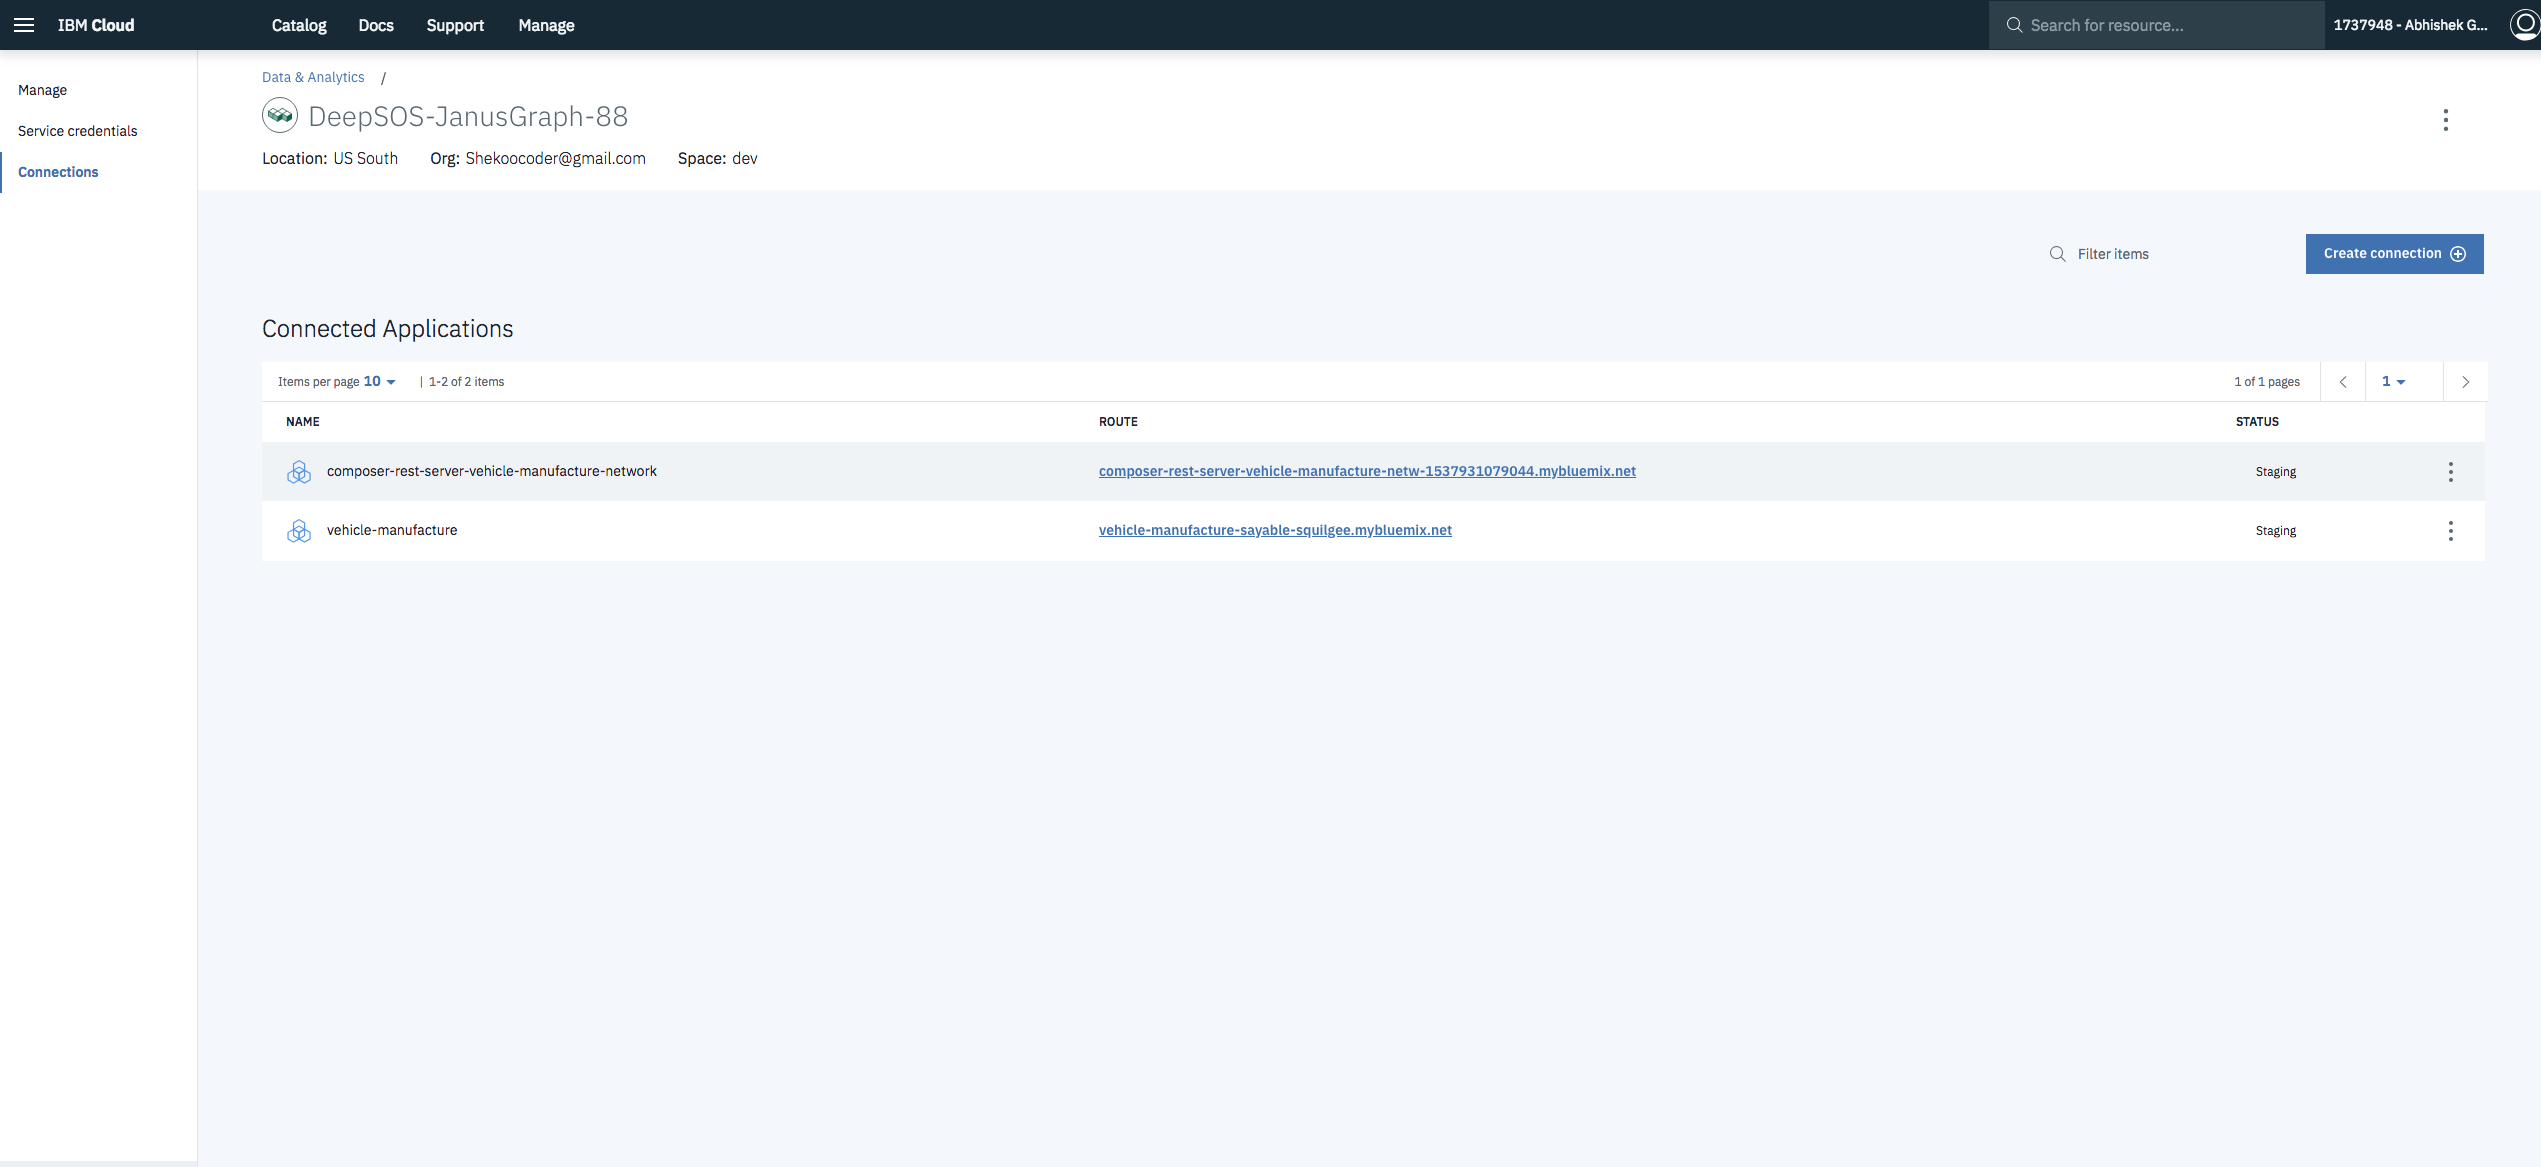 IBM Cloud Catalog Docs Support Manage Search for resource... 1737948 - Abhishek G...
Manage
Service credentials
Connections
Data & Analytics /
DeepSOS-JanusGraph-88
Location: US South Org: Shekoocoder@gmail.com Space: dev
Filter items Create connection
Connected Applications
Items per page 10 | 1-2 of 2 items 1 of 1 pages 1
NAME ROUTE STATUS
composer-rest-server-vehicle-manufacture-network composer-rest-server-vehicle-manufacture-netw-1537931079044.mybluemix.net Staging
vehicle-manufacture vehicle-manufacture-sayable-squilgee.mybluemix.net Staging